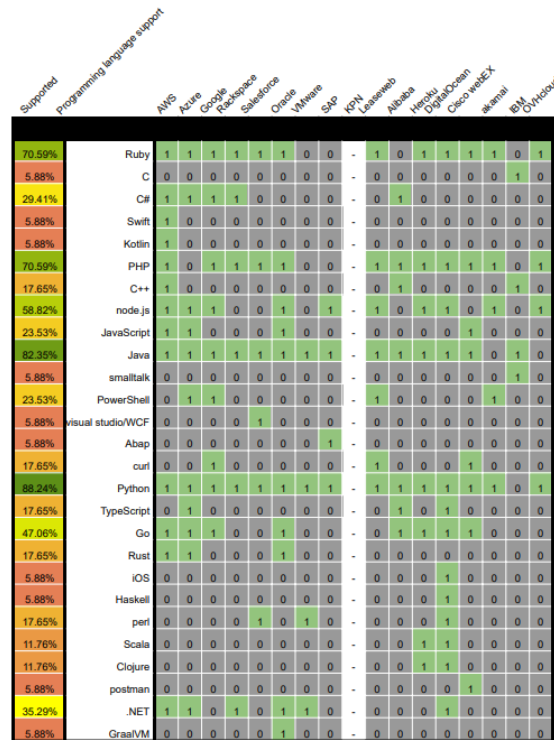 Supported Programming language support AWS Azure Google Rackspace Salesforce Oracle VMware SAP KPN Leaseweb Alibaba Heroku DigitalOcean Cisco webEX akamai IBM OVHcloud
70.59% Ruby 1 1 1 1 1 1 0 0 - 1 0 1 1 1 1 0 1
5.88% C 0 0 0 0 0 0 0 0 - 0 0 0 0 0 0 1 0
29.41% C# 1 1 1 1 0 0 0 0 - 0 1 0 0 0 0 0 0
5.88% Swift 1 0 0 0 0 0 0 0 - 0 0 0 0 0 0 0 0
5.88% Kotlin 1 0 0 0 0 0 0 0 - 0 0 0 0 0 0 0 0
70.59% PHP 1 0 1 1 1 1 0 0 - 1 1 1 1 1 1 0 1
17.65% C++ 1 0 0 0 0 0 0 0 - 0 1 0 0 0 0 1 0
58.82% node.js 1 1 1 0 0 1 0 1 - 1 0 1 1 0 1 0 1
23.53% JavaScript 1 1 0 0 0 1 0 0 - 0 0 0 0 1 0 0 0
82.35% Java 1 1 1 1 1 1 1 1 - 1 1 1 1 1 0 1 0
5.88% smalltalk 0 0 0 0 0 0 0 0 - 0 0 0 0 0 0 1 0
23.53% PowerShell 0 1 1 0 0 0 0 0 - 1 0 0 0 0 1 0 0
5.88% visual studio/WCF 0 0 0 0 1 0 0 0 - 0 0 0 0 0 0 0 0
5.88% Abap 0 0 0 0 0 0 0 1 - 0 0 0 0 0 0 0 0
17.65% curl 0 0 1 0 0 0 0 0 - 1 0 0 0 1 0 0 0
88.24% Python 1 1 1 1 1 1 1 1 - 1 1 1 1 1 1 0 1
17.65% TypeScript 0 1 0 0 0 0 0 0 - 0 1 0 1 0 0 0 0
47.06% Go 1 1 1 0 0 1 0 0 - 0 1 1 1 1 0 0 0
17.65% Rust 1 1 0 0 0 1 0 0 - 0 0 0 0 0 0 0 0
5.88% iOS 0 0 0 0 0 0 0 0 - 0 0 0 1 0 0 0 0
5.88% Haskell 0 0 0 0 0 0 0 0 - 0 0 0 1 0 0 0 0
17.65% perl 0 0 0 0 1 0 1 0 - 0 0 0 1 0 0 0 0
11.76% Scala 0 0 0 0 0 0 0 0 - 0 0 1 1 0 0 0 0
11.76% Clojure 0 0 0 0 0 0 0 0 - 0 0 1 1 0 0 0 0
5.88% postman 0 0 0 0 0 0 0 0 - 0 0 0 0 1 0 0 0
35.29% .NET 1 1 0 1 0 1 1 0 - 0 0 0 1 0 0 0 0
5.88% GraalVM 0 0 0 0 0 1 0 0 - 0 0 0 0 0 0 0 0